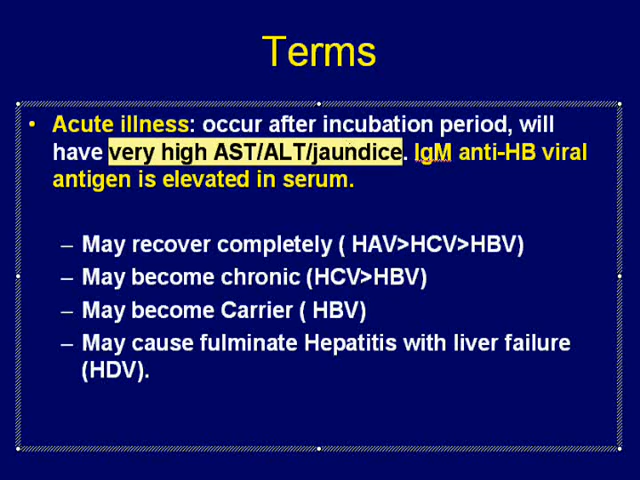 Terms
• Acute illness: occur after incubation period, will
have very high AST/ALT/jaundice. IgM anti-HB viral
antigen is elevated in serum.
– May recover completely ( HAV>HCV>HBV)
– May become chronic (HCV>HBV)
– May become Carrier ( HBV)
– May cause fulminate Hepatitis with liver failure
(HDV).